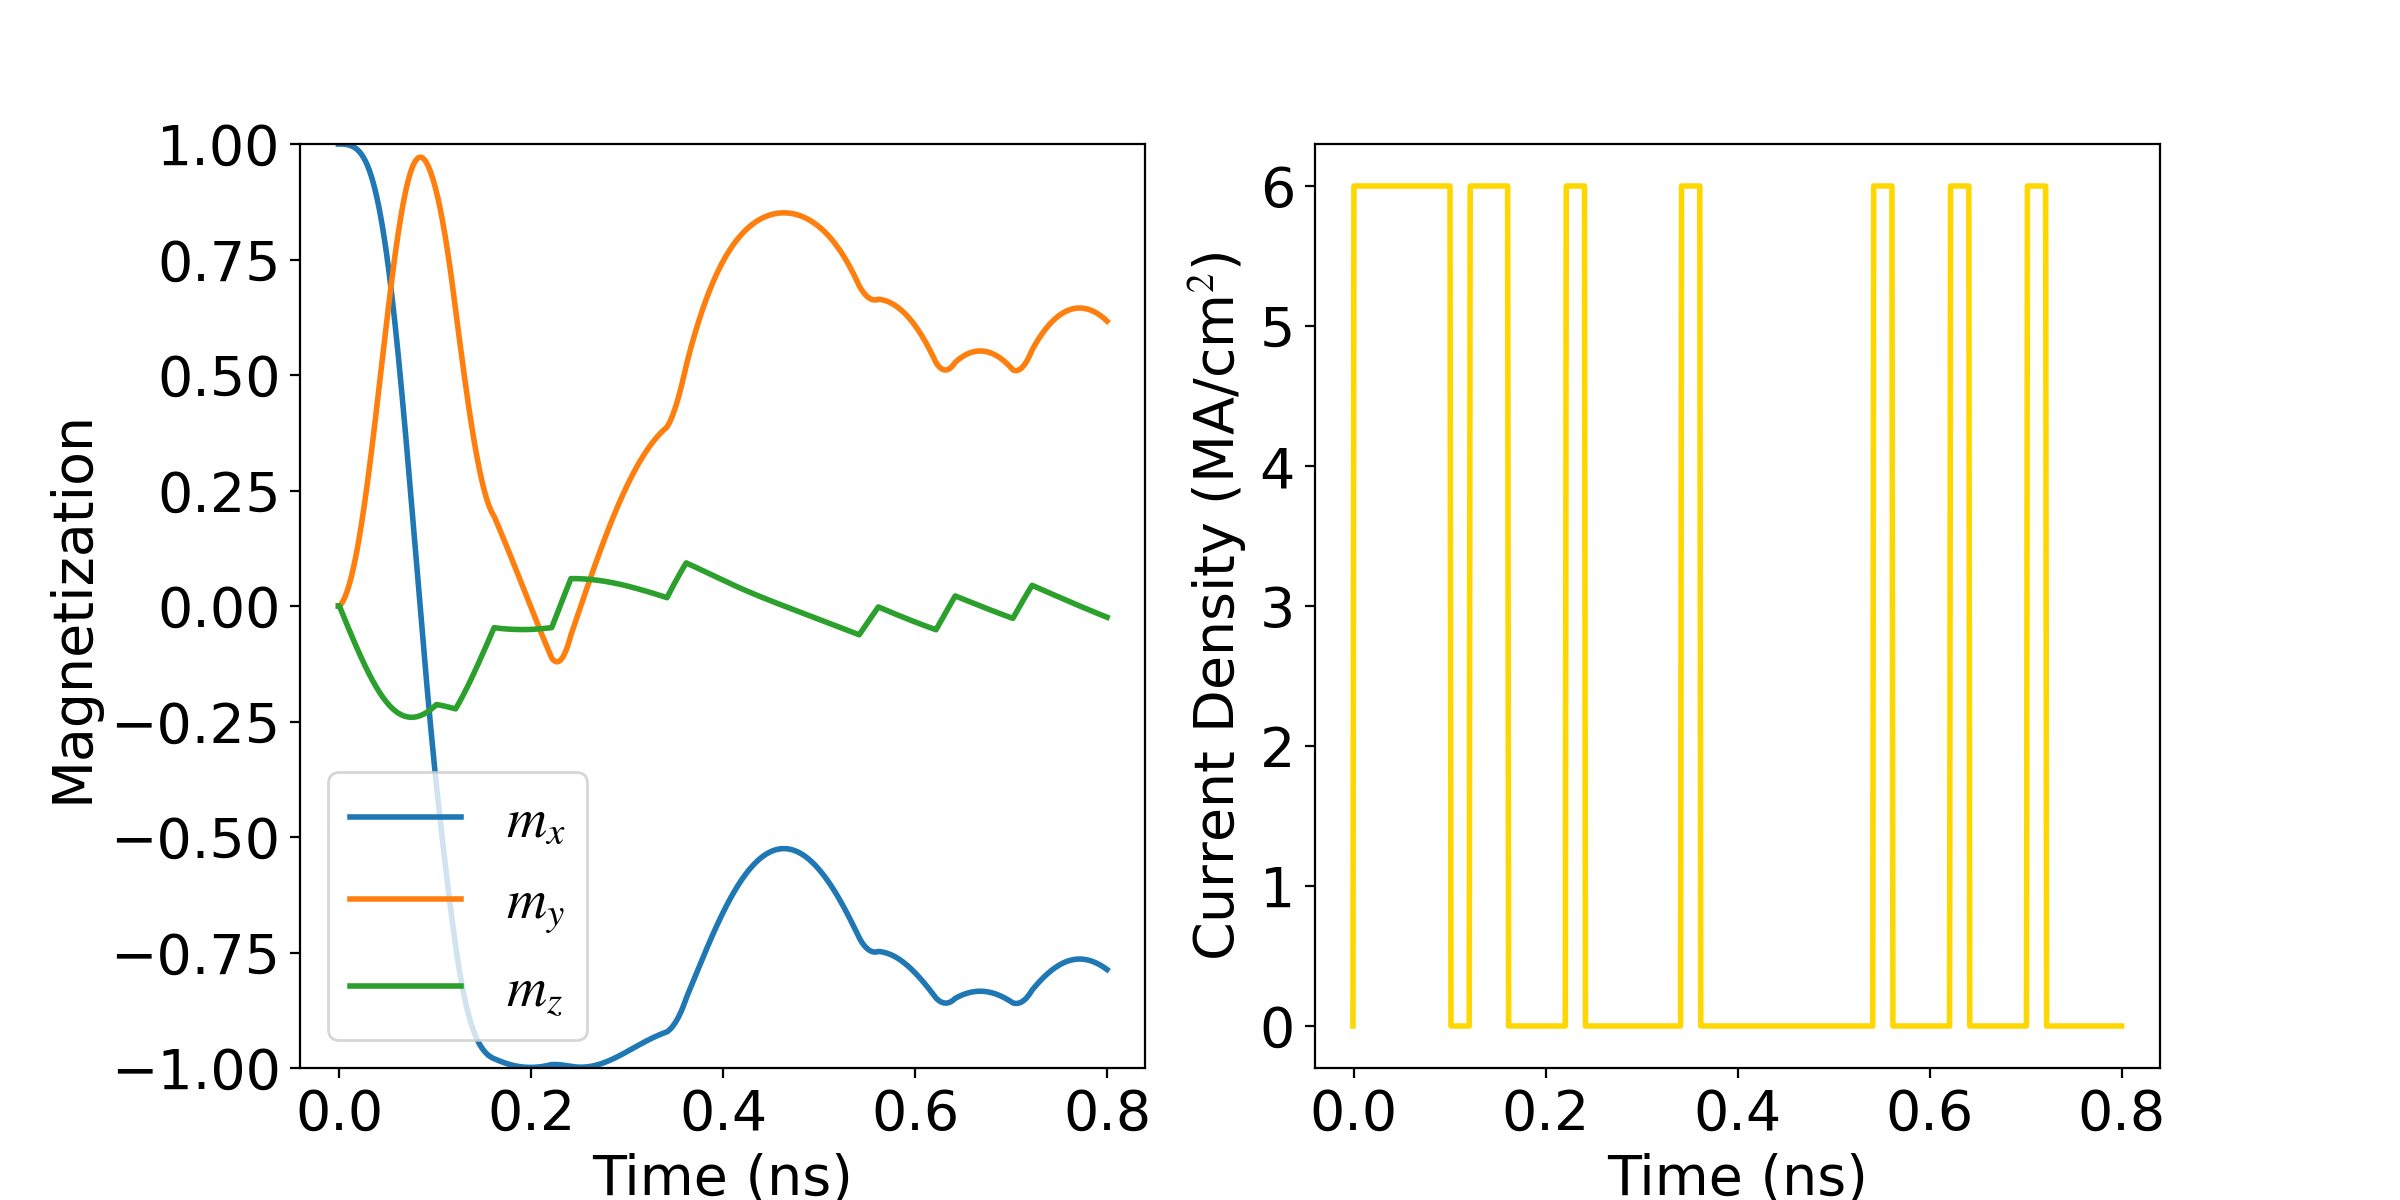 1.00
0.75
0.50
0.25
0.00
−0.25
−0.50
−0.75
−1.00
Magnetization
m_x
m_y
m_z
0.0 0.2 0.4 0.6 0.8
Time (ns)
6
5
4
3
2
1
0
Current Density (MA/cm²)
0.0 0.2 0.4 0.6 0.8
Time (ns)